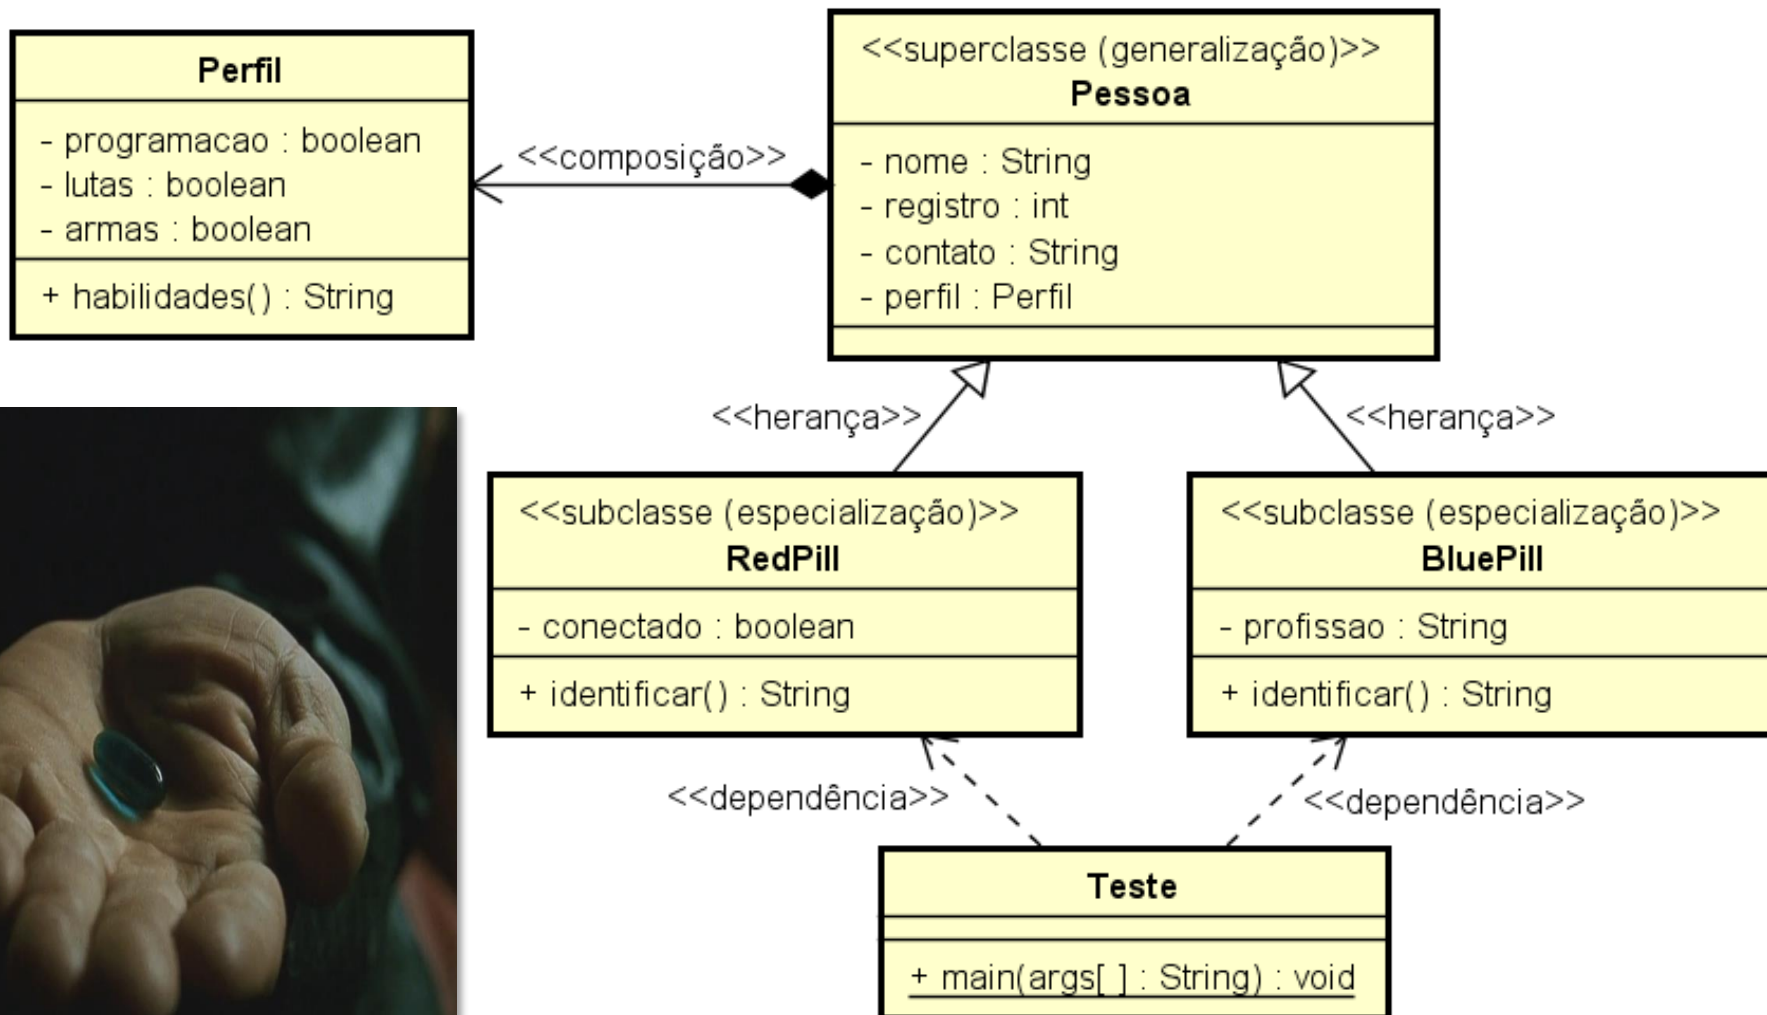 Perfil
- programacao : boolean
- lutas : boolean
- armas : boolean
+ habilidades() : String
<<composição>>
<<superclasse (generalização)>>
Pessoa
- nome : String
- registro : int
- contato : String
- perfil : Perfil
<<herança>>
<<herança>>
<<subclasse (especialização)>>
RedPill
- conectado : boolean
+ identificar() : String
<<subclasse (especialização)>>
BluePill
- profissao : String
+ identificar() : String
<<dependência>>
<<dependência>>
Teste
+ main(args[ ] : String) : void